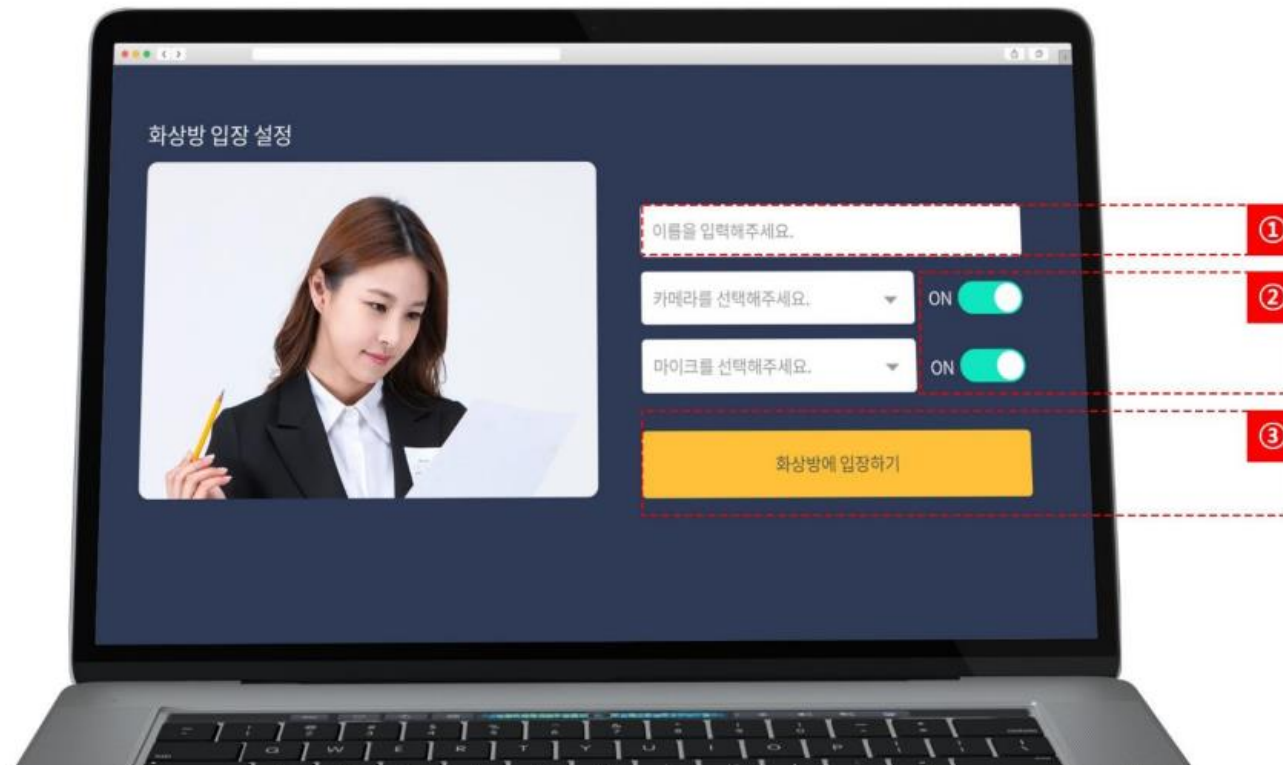 화상방 입장 설정
이름을 입력해주세요.
①
카메라를 선택해주세요.
ON
②
마이크를 선택해주세요.
ON
화상방에 입장하기
③
Q W E R T Y U I O P